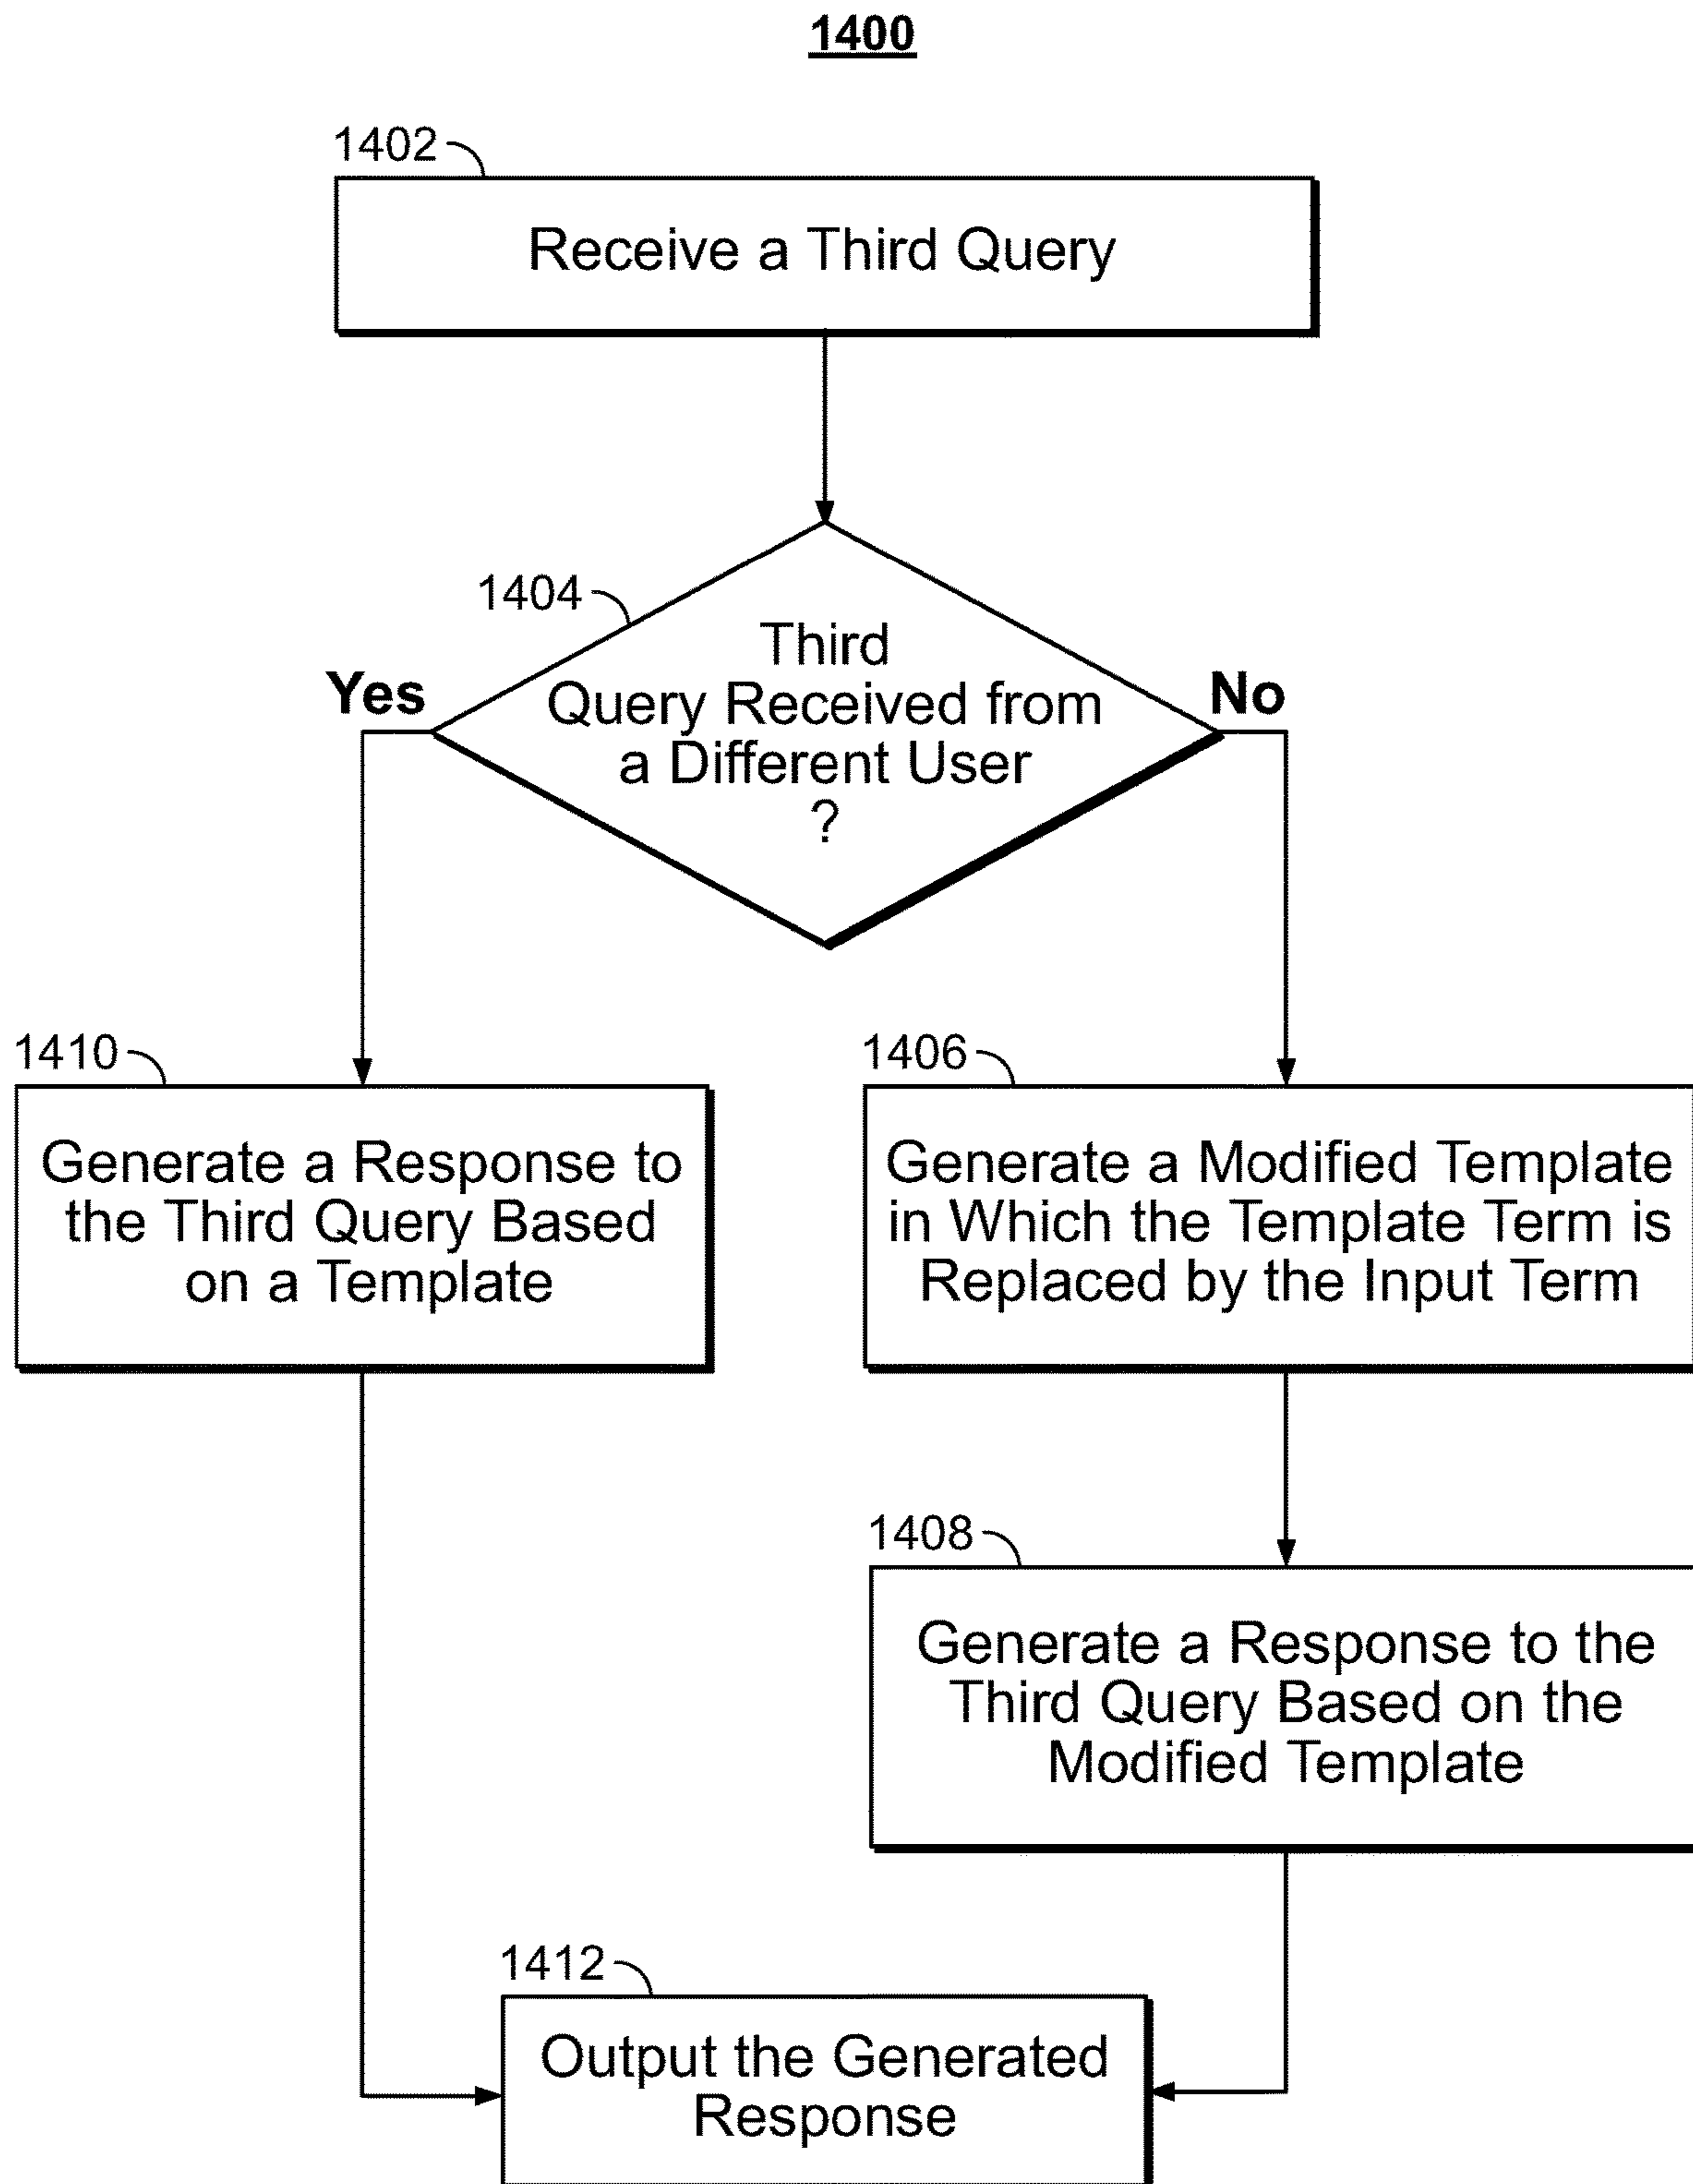 1400
1402
Receive a Third Query
1404
Third
Query Received from
a Different User
?
Yes
No
1410
Generate a Response to
the Third Query Based
on a Template
1406
Generate a Modified Template
in Which the Template Term is
Replaced by the Input Term
1408
Generate a Response to the
Third Query Based on the
Modified Template
1412
Output the Generated
Response